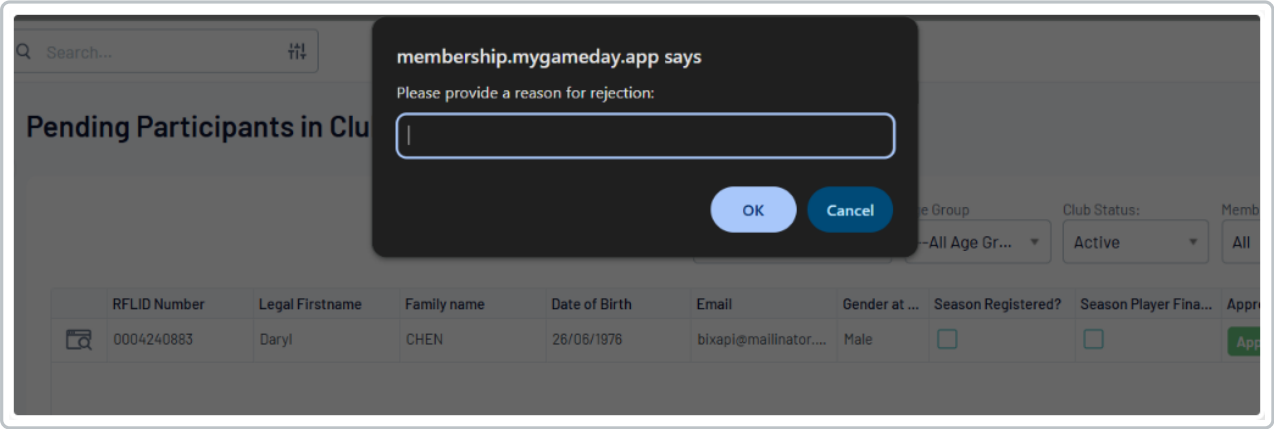 membership.mygameday.app says
Please provide a reason for rejection:
OK Cancel
Search...
Pending Participants in Clu
ge Group Club Status: Memb
--All Age Gr... Active All
RFLID Number Legal Firstname Family name Date of Birth Email Gender at ... Season Registered? Season Player Fina... Appro
0004240883 Daryl CHEN 26/06/1976 bixapi@mailinator.... Male App